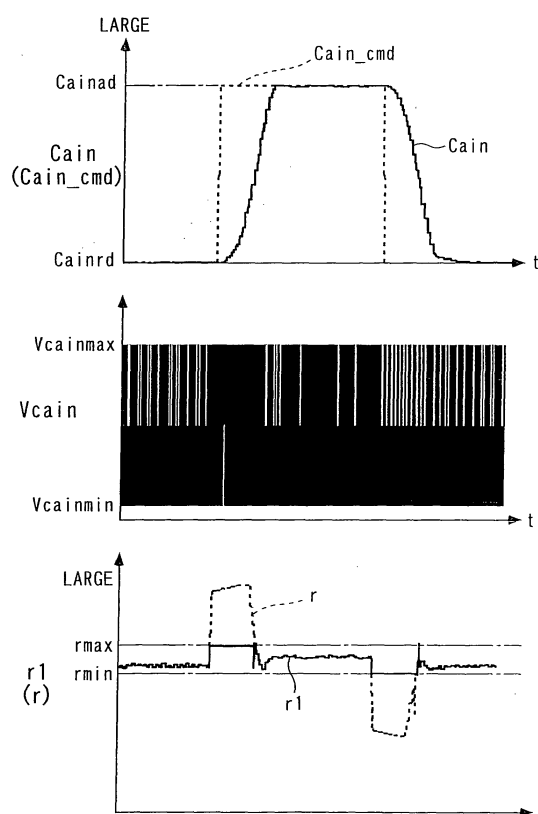 LARGE
Cain_cmd
Cainad
Cain
(Cain_cmd)
Cain
Cainrd
t
Vcainmax
Vcain
Vcainmin
t
LARGE
r
rmax
r1
(r)
rmin
r1